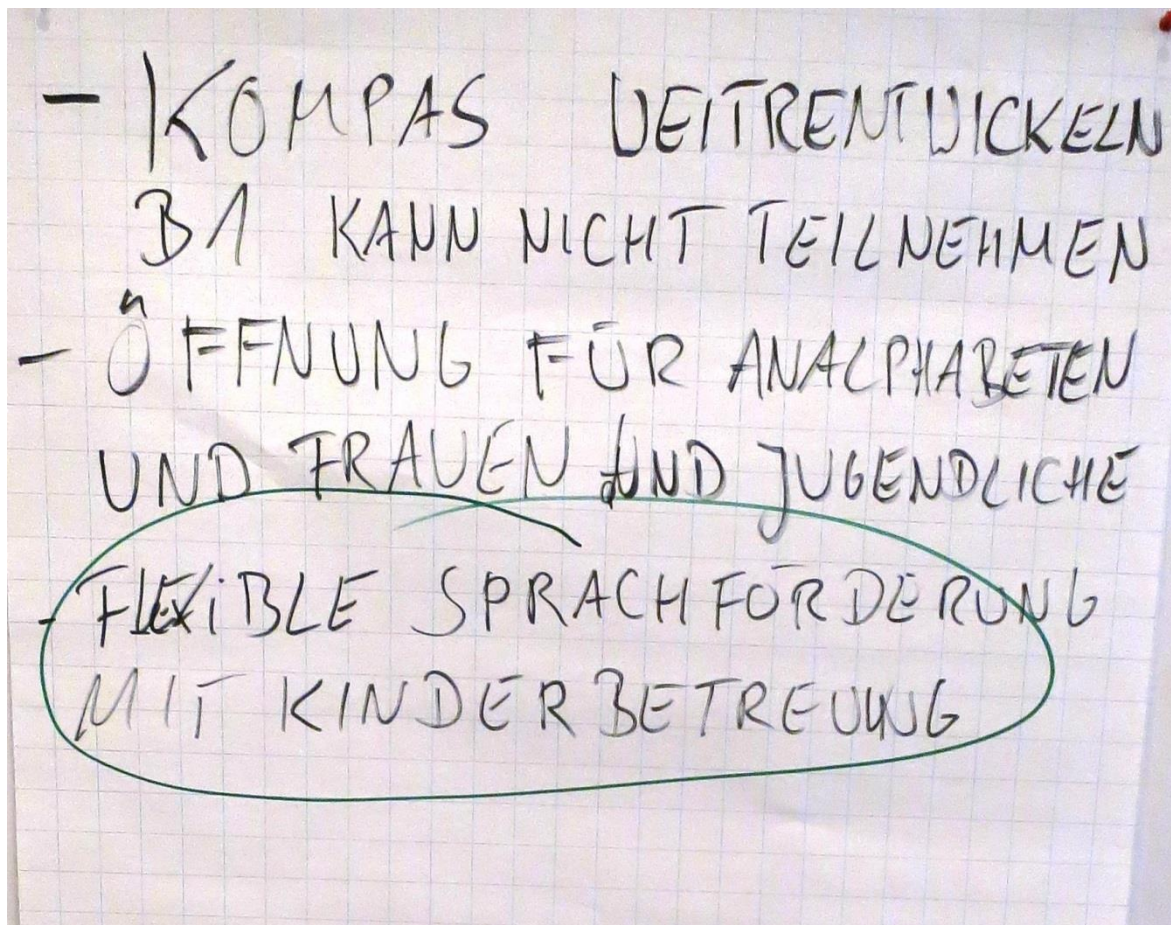 - KOMPAS WEITRENTWICKELN
B1 KANN NICHT TEILNEHMEN
- ÖFFNUNG FÜR ANALPHABETEN
UND FRAUEN UND JUGENDLICHE
- FLEXIBLE SPRACHFÖRDERUNG
MIT KINDERBETREUUNG